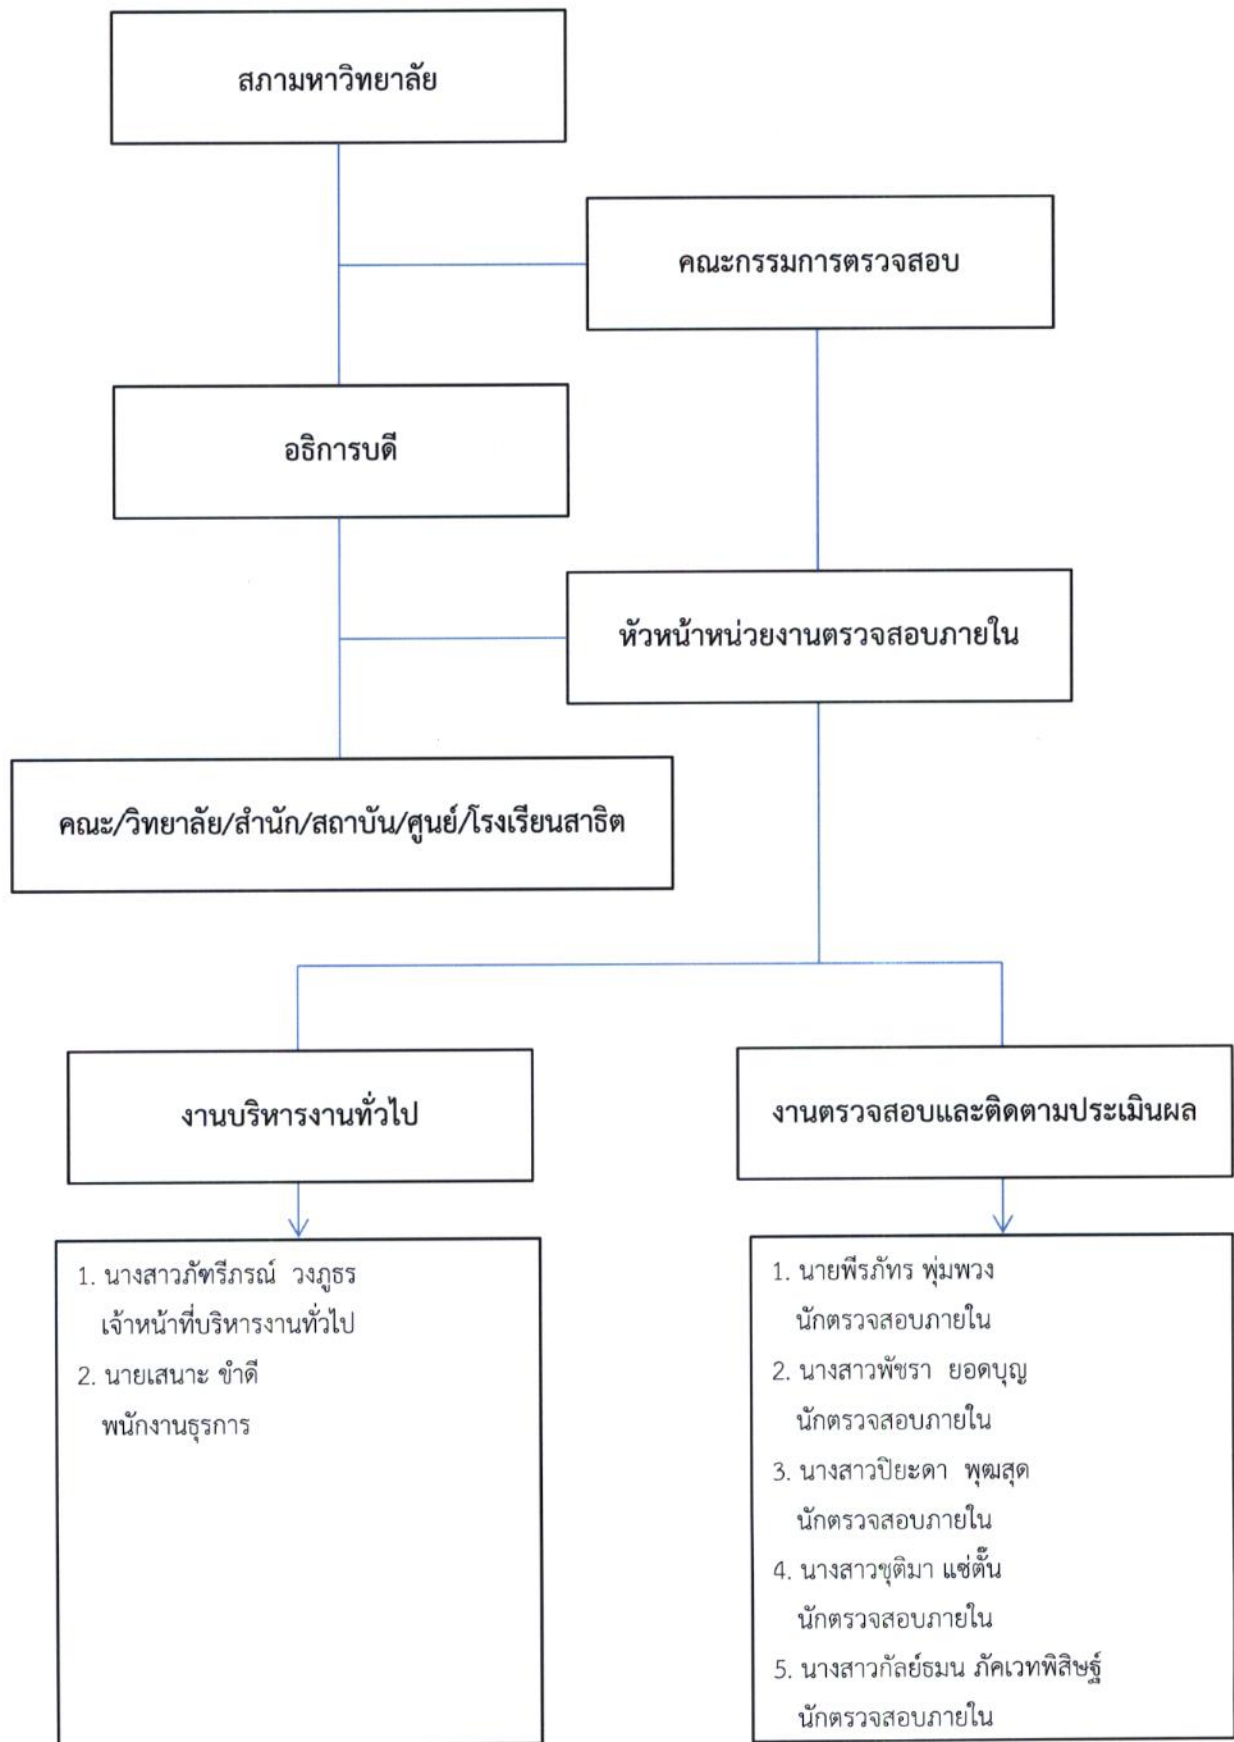 สภามหาวิทยาลัย
คณะกรรมการตรวจสอบ
อธิการบดี
หัวหน้าหน่วยงานตรวจสอบภายใน
คณะ/วิทยาลัย/สำนัก/สถาบัน/ศูนย์/โรงเรียนสาธิต
งานบริหารงานทั่วไป
1. นางสาวภัฑรีภรณ์ วงภูธร
เจ้าหน้าที่บริหารงานทั่วไป
2. นายเสนาะ ขำดี
พนักงานธุรการ
งานตรวจสอบและติดตามประเมินผล
1. นายพีรภัทร พุ่มพวง
นักตรวจสอบภายใน
2. นางสาวพัชรา ยอดบุญ
นักตรวจสอบภายใน
3. นางสาวปิยะดา พุฒสุด
นักตรวจสอบภายใน
4. นางสาวชุติมา แซ่ตั๊น
นักตรวจสอบภายใน
5. นางสาวกัลย์ธมน ภัคเวทพิสิษฐ์
นักตรวจสอบภายใน